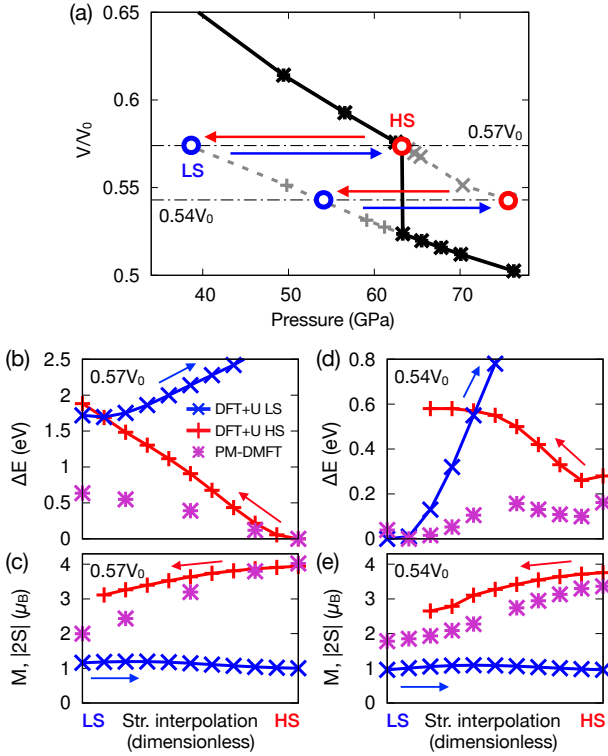 (a)
0.65
0.6
0.55
0.5
V/V₀
HS
LS
0.57V₀
0.54V₀
40 50 60 70
Pressure (GPa)
(b)
2.5
2
1.5
1
0.5
0
ΔE (eV)
0.57V₀
DFT+U LS
DFT+U HS
PM-DMFT
(d)
0.8
0.6
0.4
0.2
0
ΔE (eV)
0.54V₀
(c)
4
3
2
1
0
M, |2S| (μB)
0.57V₀
LS Str. interpolation HS
(dimensionless)
(e)
4
3
2
1
0
M, |2S| (μB)
0.54V₀
LS Str. interpolation HS
(dimensionless)